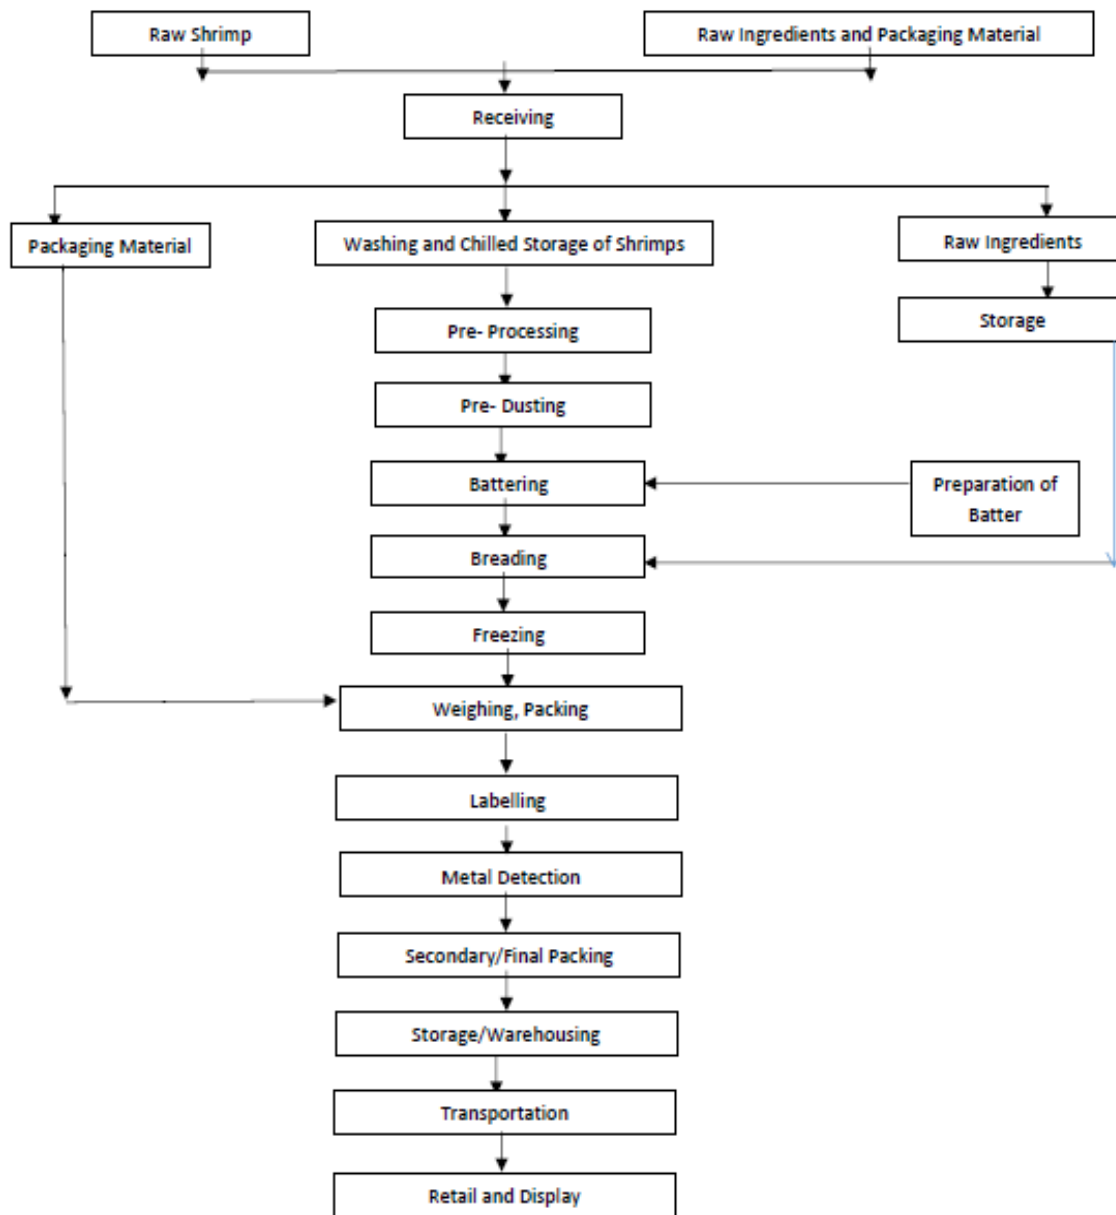 Raw Shrimp
Raw Ingredients and Packaging Material
Receiving
Packaging Material
Washing and Chilled Storage of Shrimps
Raw Ingredients
Storage
Pre- Processing
Pre- Dusting
Battering
Preparation of
Batter
Breading
Freezing
Weighing, Packing
Labelling
Metal Detection
Secondary/Final Packing
Storage/Warehousing
Transportation
Retail and Display